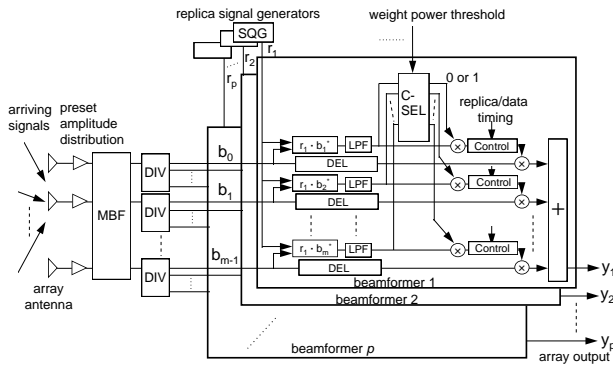 replica signal generators
weight power threshold
SQG
r1
r2
rp
0 or 1
C-
SEL
replica/data
timing
arriving
signals
preset
amplitude
distribution
MBF
DIV
DIV
DIV
b0
b1
bm-1
r1 · b1*
LPF
DEL
Control
r1 · b2*
LPF
DEL
Control
r1 · bm*
LPF
DEL
Control
+
array
antenna
beamformer 1
beamformer 2
beamformer p
y1
y2
yp
array output